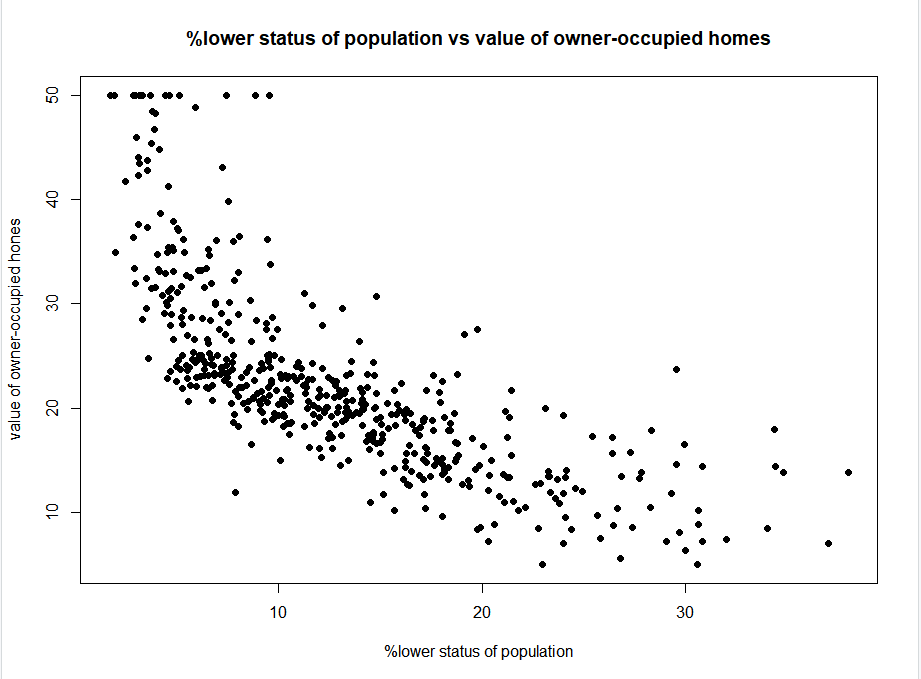 %lower status of population vs value of owner-occupied homes
50
40
30
20
10
value of owner-occupied hones
10
20
30
%lower status of population